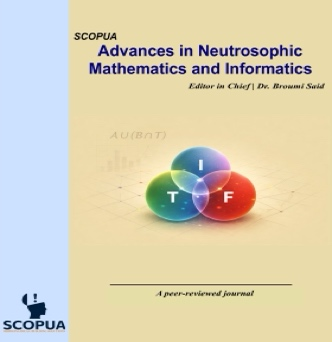 SCOPUA
Advances in Neutrosophic
Mathematics and Informatics
Editor in Chief | Dr. Broumi Said
A∪(B∩T)
I
T
F
A peer-reviewed journal
SCOPUA